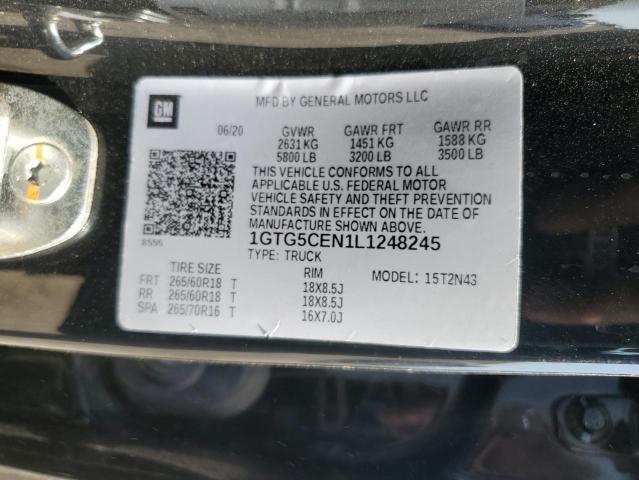 GM
MFD BY GENERAL MOTORS LLC
06/20 GVWR GAWR FRT GAWR RR
2631 KG 1451 KG 1588 KG
5800 LB 3200 LB 3500 LB
THIS VEHICLE CONFORMS TO ALL
APPLICABLE U.S. FEDERAL MOTOR
VEHICLE SAFETY AND THEFT PREVENTION
STANDARDS IN EFFECT ON THE DATE OF
MANUFACTURE SHOWN ABOVE.
8555
1GTG5CEN1L1248245
TYPE: TRUCK
TIRE SIZE RIM MODEL: 15T2N43
FRT 265/60R18 T 18X8.5J
RR 265/60R18 T 18X8.5J
SPA 265/70R16 T 16X7.0J